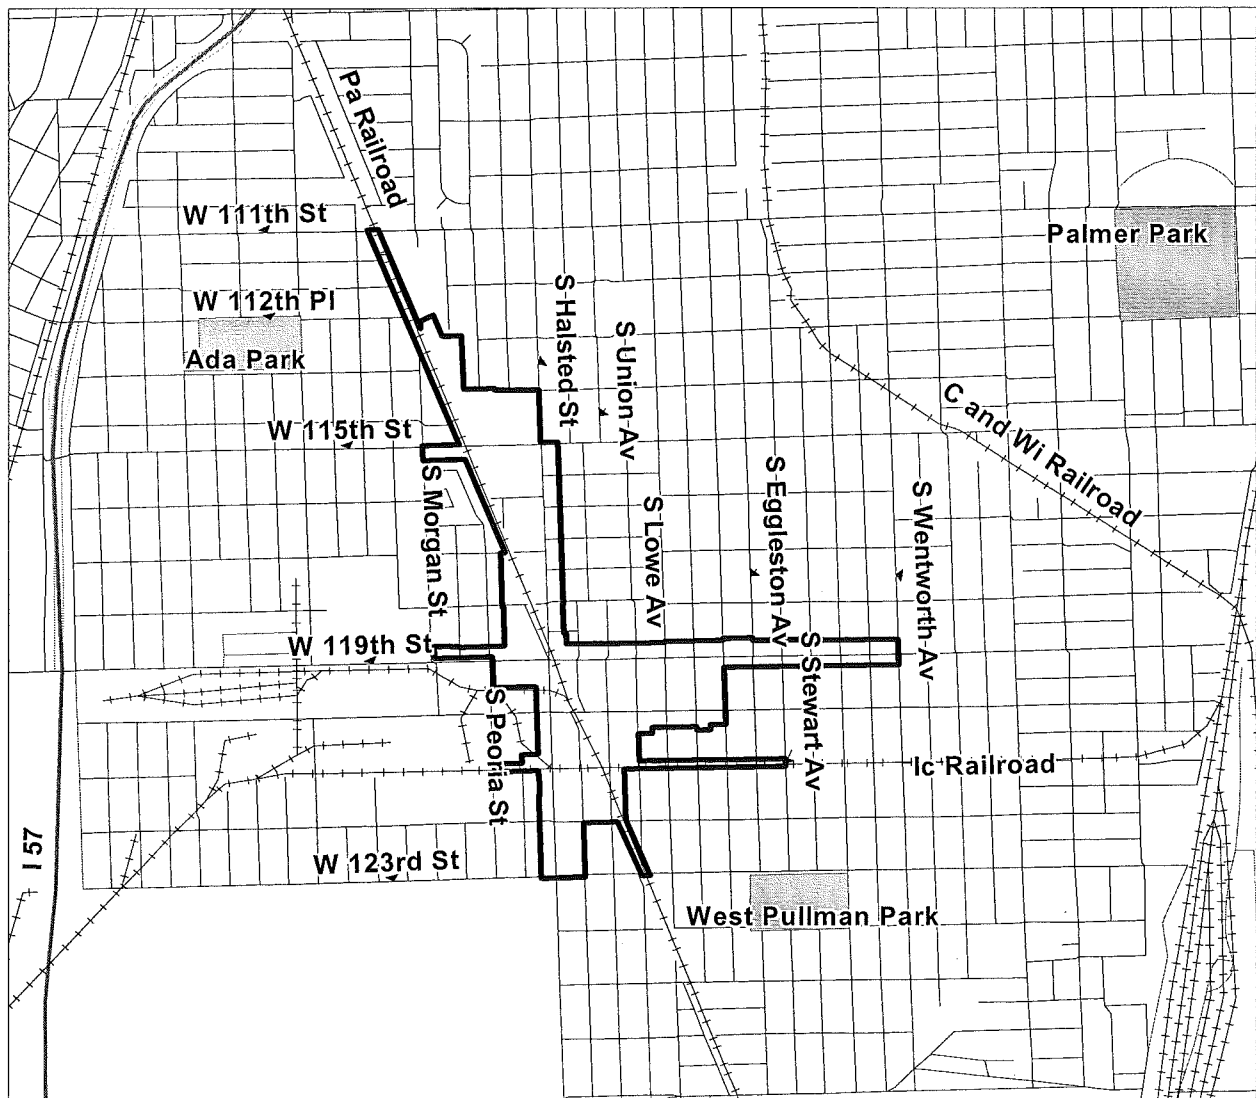 Pa Railroad
W 111th St
Palmer Park
W 112th Pl
Ada Park
S Halsted St
S Union Av
C and Wi Railroad
W 115th St
S Morgan St
S Lowe Av
S Eggleston Av
S Wentworth Av
W 119th St
S Stewart Av
S Peoria St
Ic Railroad
I 57
W 123rd St
West Pullman Park